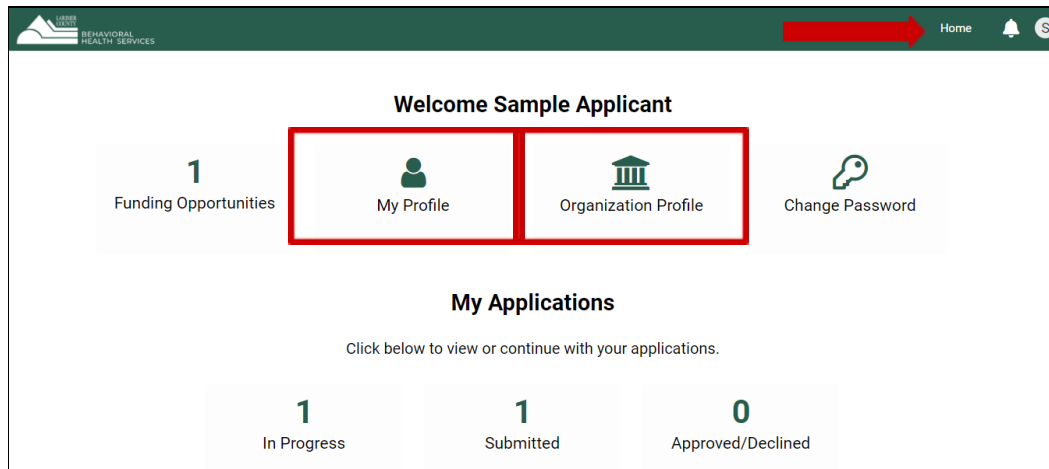 LARIMER
COUNTY
BEHAVIORAL
HEALTH SERVICES
Home
S
Welcome Sample Applicant
1
Funding Opportunities
My Profile
Organization Profile
Change Password
My Applications
Click below to view or continue with your applications.
1
In Progress
1
Submitted
0
Approved/Declined